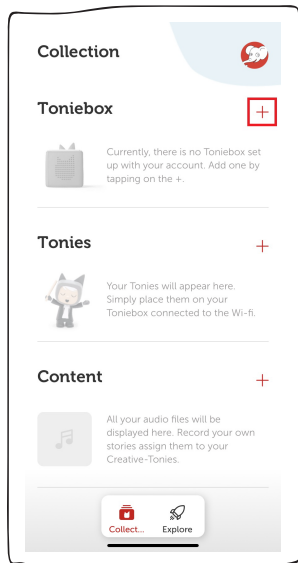 Collection
Toniebox
+
Currently, there is no Toniebox set
up with your account. Add one by
tapping on the +.
Tonies
+
Your Tonies will appear here.
Simply place them on your
Toniebox connected to the Wi-fi.
Content
+
All your audio files will be
displayed here. Record your own
stories assign them to your
Creative-Tonies.
Collect... Explore